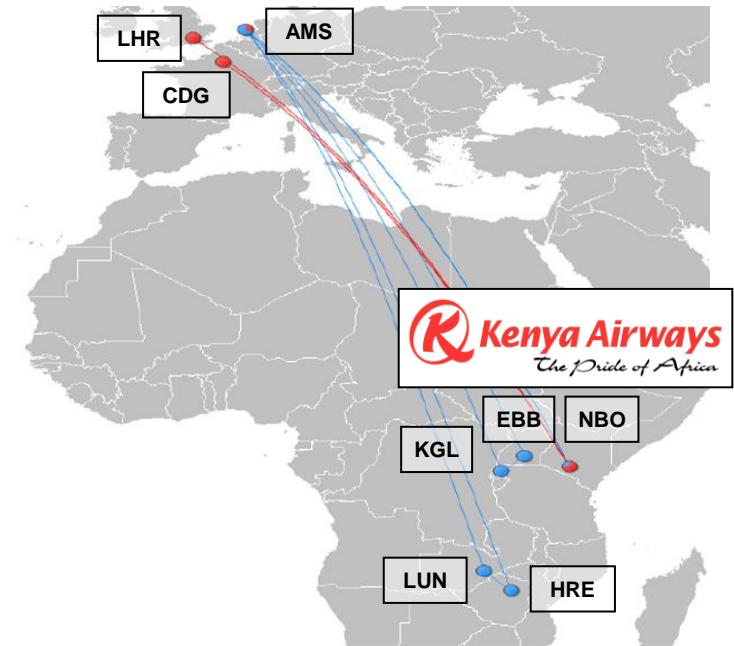 LHR
AMS
CDG
Kenya Airways
The Pride of Africa
EBB
NBO
KGL
LUN
HRE